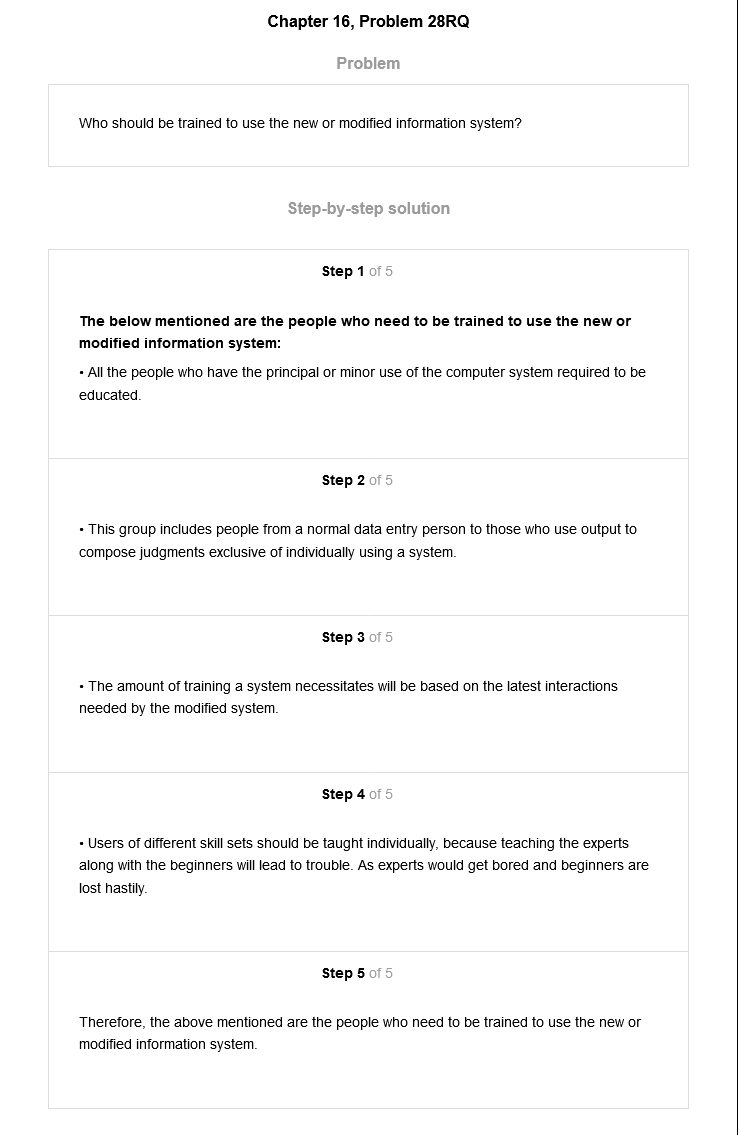 Chapter 16, Problem 28RQ
Problem
Who should be trained to use the new or modified information system?
Step-by-step solution
Step 1 of 5
The below mentioned are the people who need to be trained to use the new or
modified information system:
• All the people who have the principal or minor use of the computer system required to be
educated.
Step 2 of 5
• This group includes people from a normal data entry person to those who use output to
compose judgments exclusive of individually using a system.
Step 3 of 5
• The amount of training a system necessitates will be based on the latest interactions
needed by the modified system.
Step 4 of 5
• Users of different skill sets should be taught individually, because teaching the experts
along with the beginners will lead to trouble. As experts would get bored and beginners are
lost hastily.
Step 5 of 5
Therefore, the above mentioned are the people who need to be trained to use the new or
modified information system.